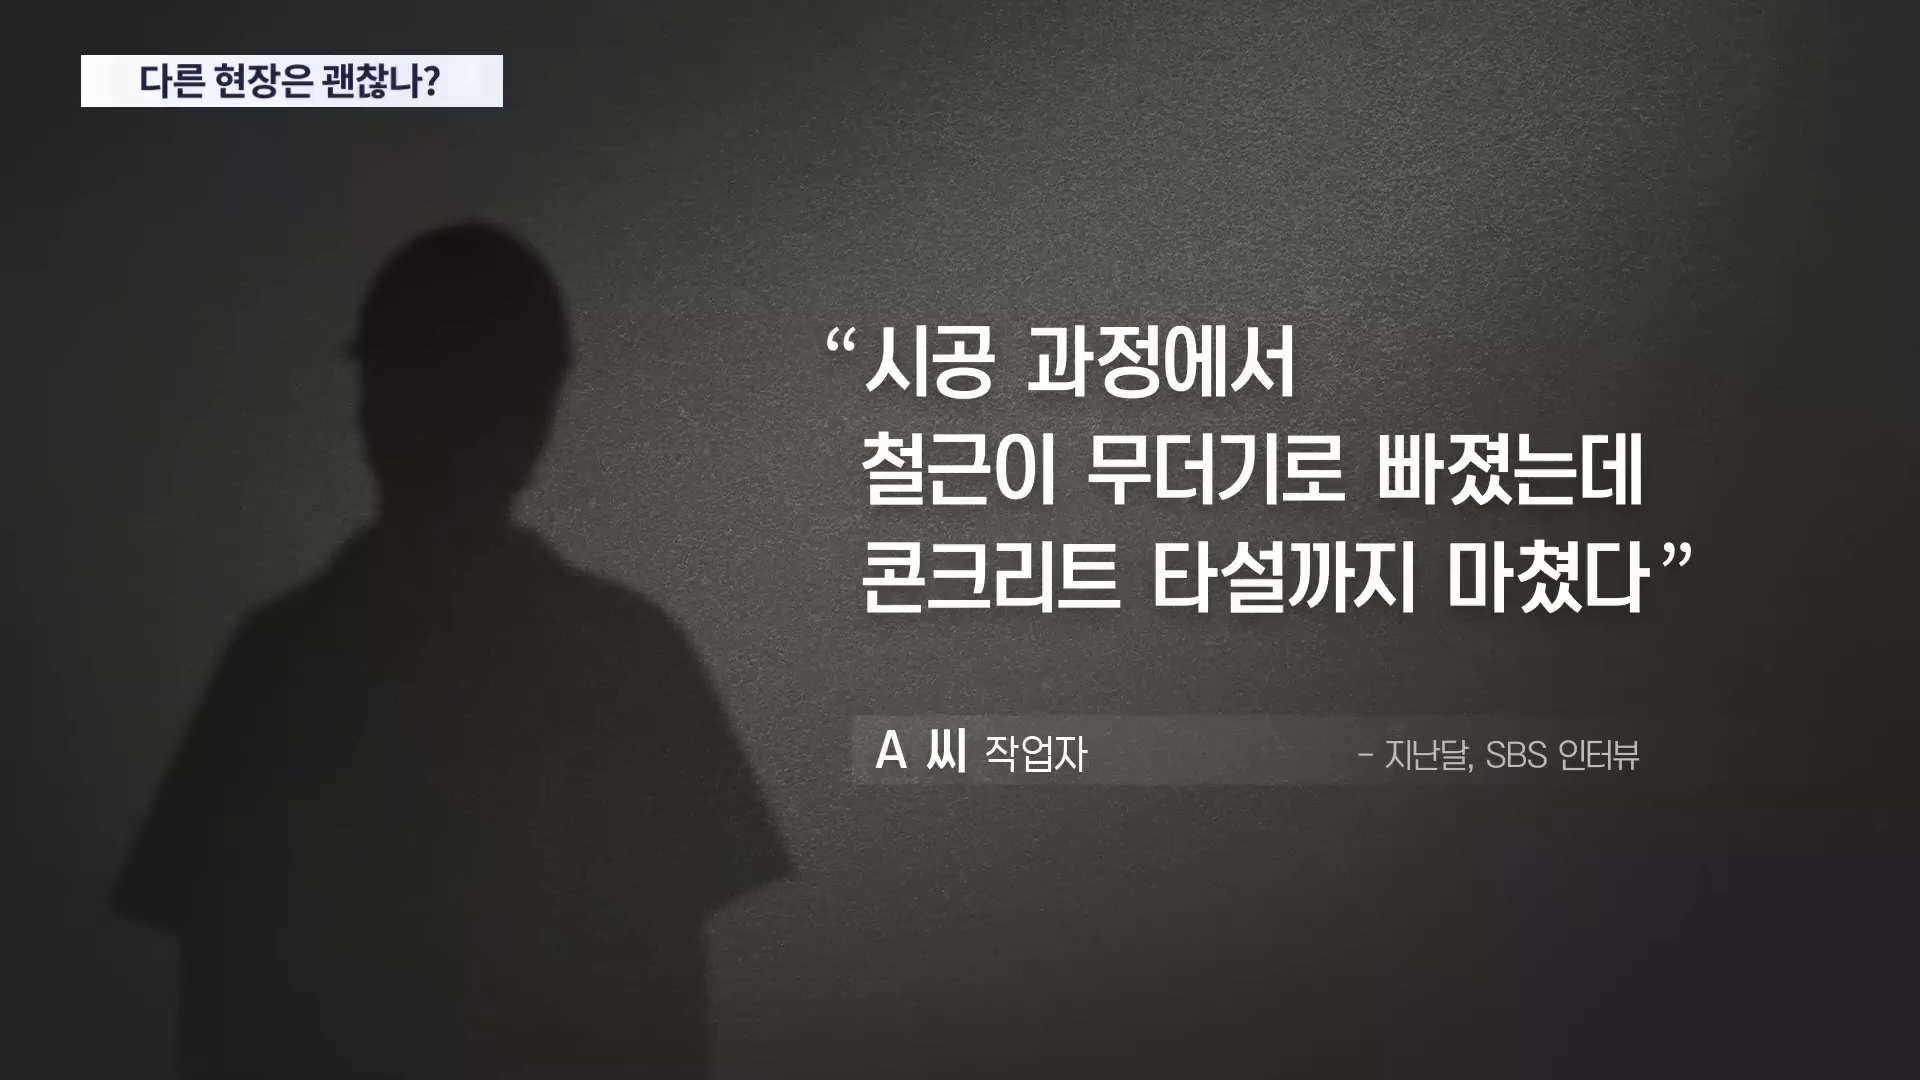 다른 현장은 괜찮나?
“시공 과정에서
철근이 무더기로 빠졌는데
콘크리트 타설까지 마쳤다”
A 씨 작업자
- 지난달, SBS 인터뷰